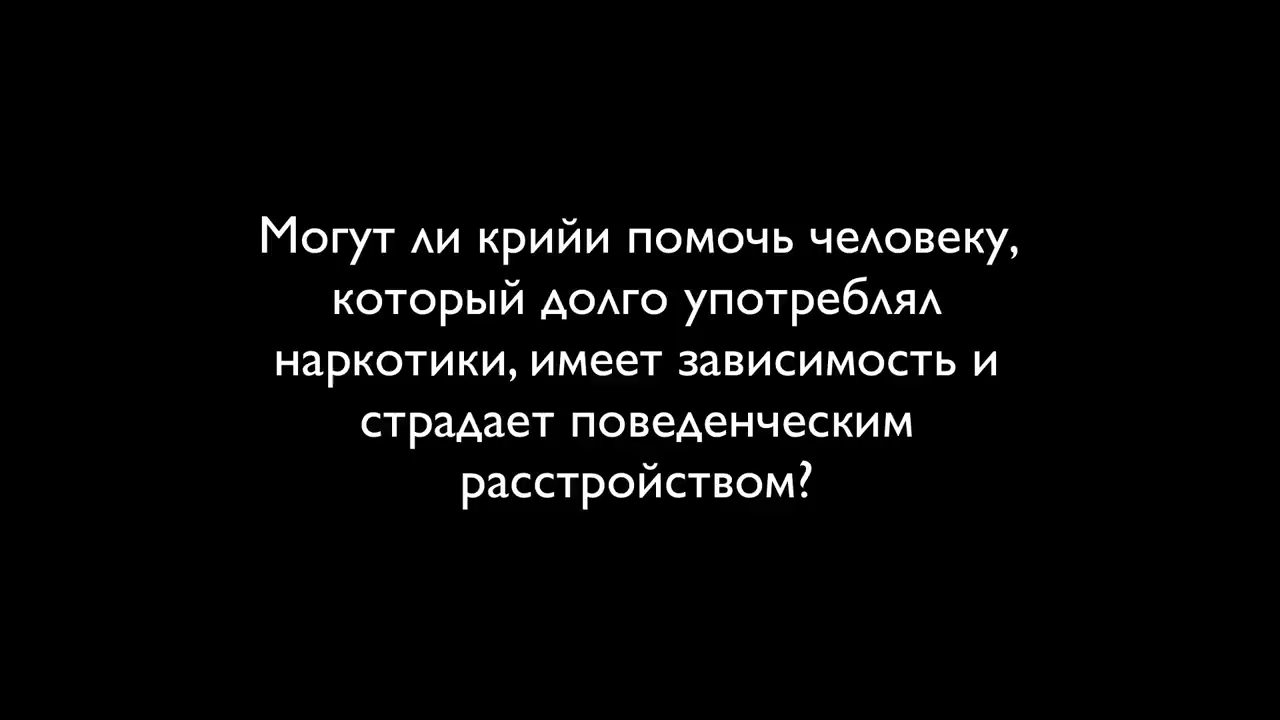 Могут ли крийи помочь человеку,
который долго употреблял
наркотики, имеет зависимость и
страдает поведенческим
расстройством?